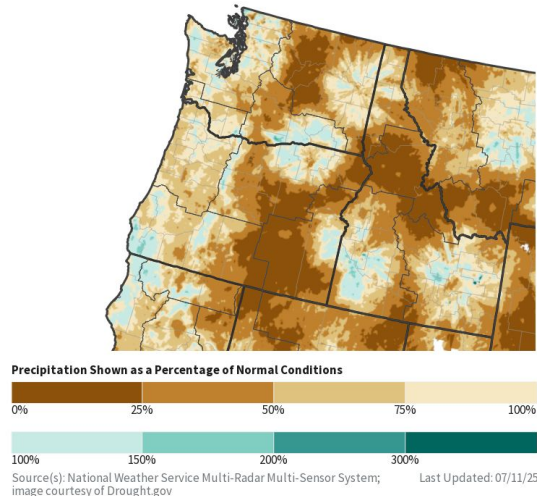 Precipitation Shown as a Percentage of Normal Conditions
0% 25% 50% 75% 100%
100% 150% 200% 300%
Source(s): National Weather Service Multi-Radar Multi-Sensor System; Last Updated: 07/11/25
image courtesy of Drought.gov